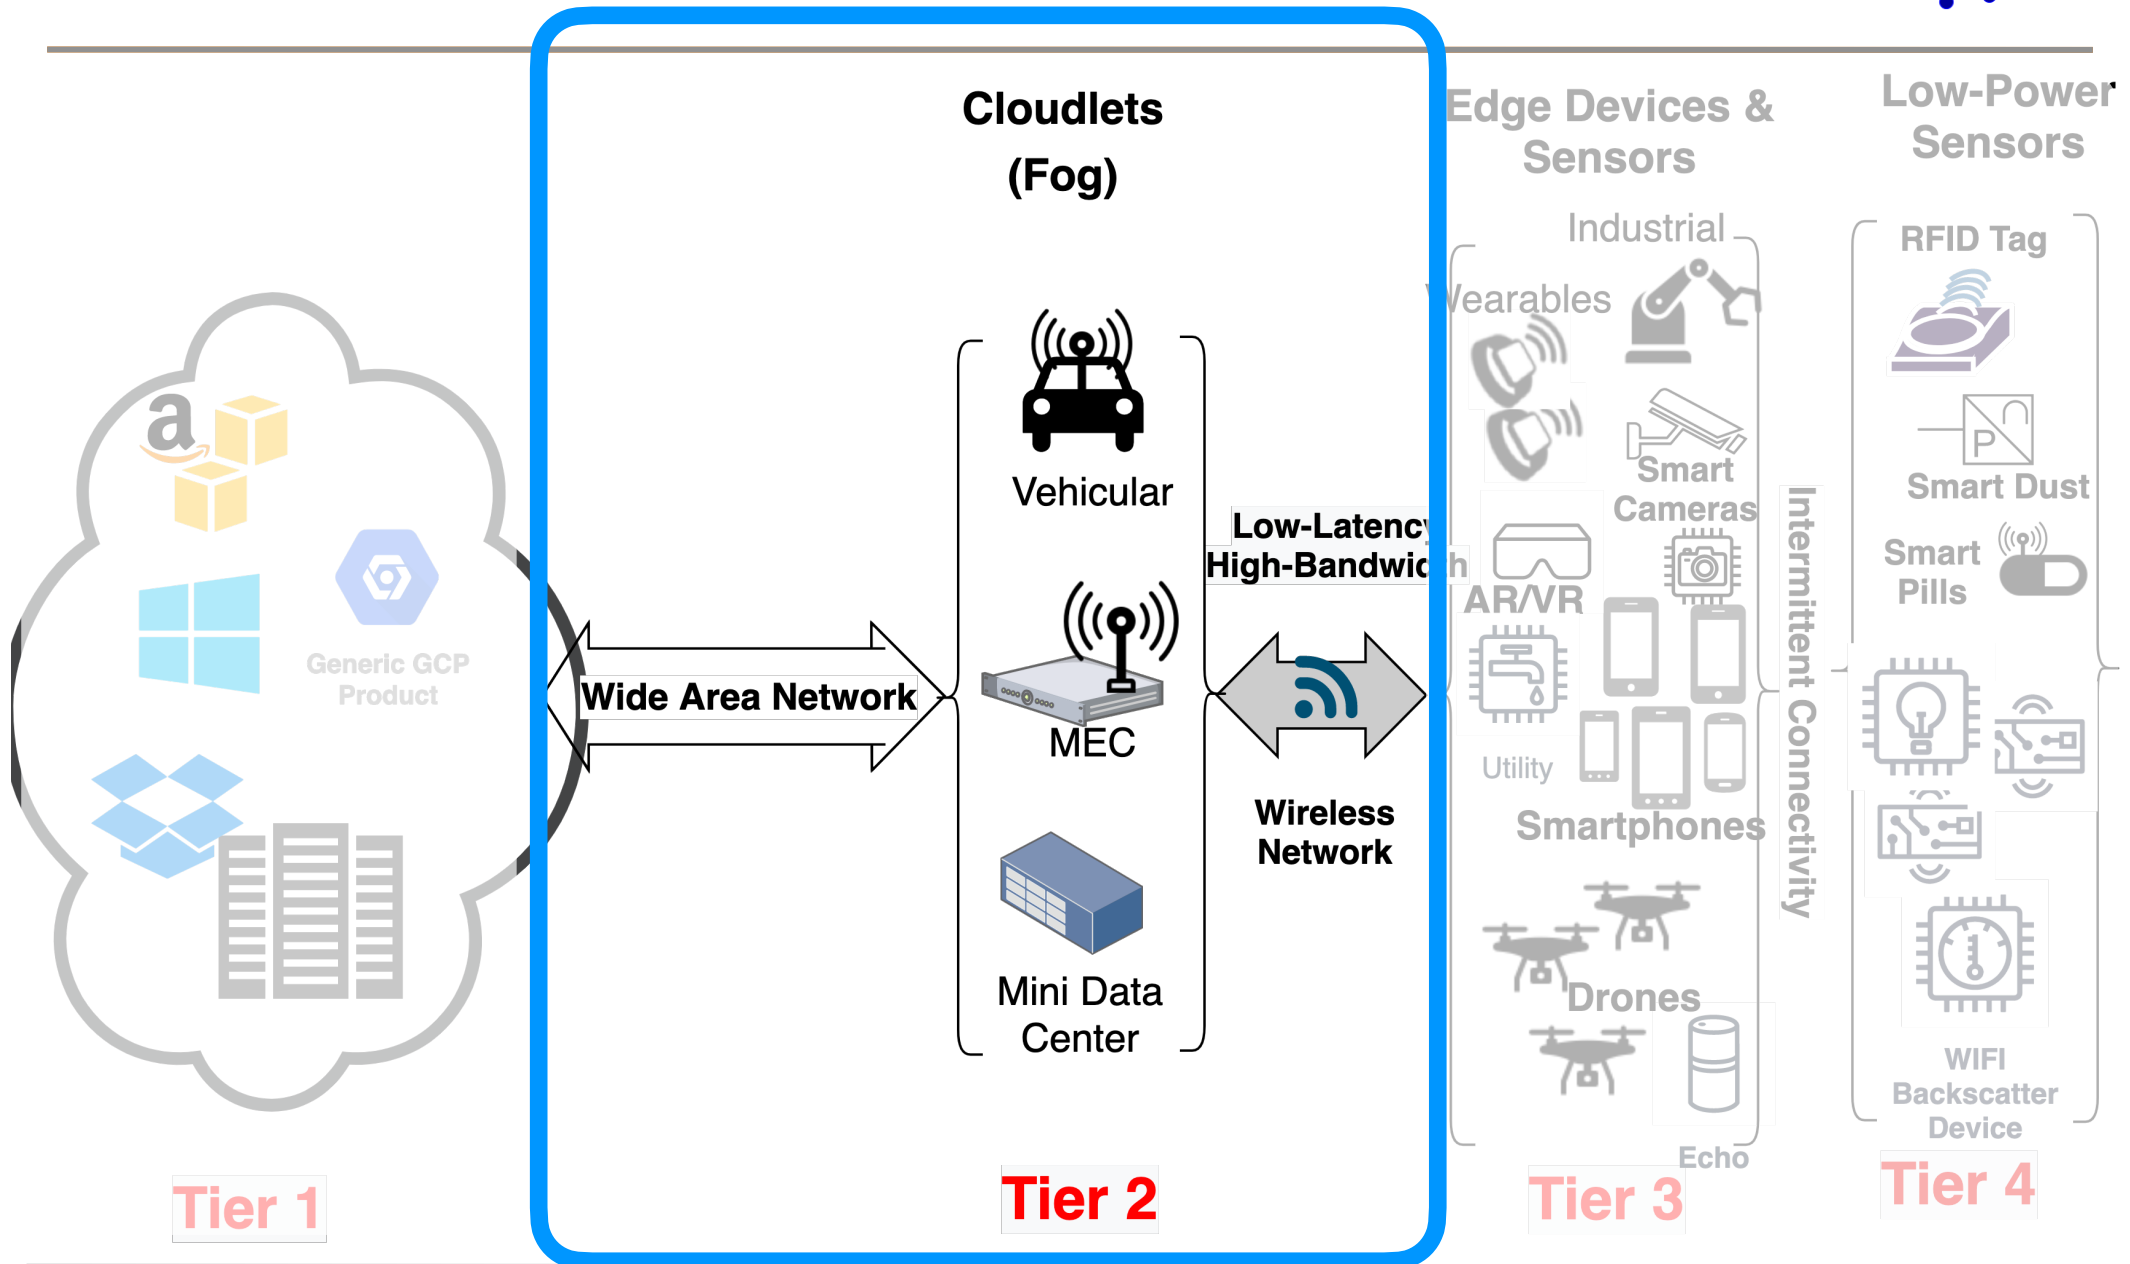 Cloudlets
(Fog)
Edge Devices &
Sensors
Low-Power
Sensors
a
Generic GCP
Product
Wide Area Network
Vehicular
MEC
Mini Data
Center
Low-Latency
High-Bandwidth
Wireless
Network
Industrial
Wearables
Smart
Cameras
AR/VR
Utility
Smartphones
Drones
Echo
Intermittent Connectivity
RFID Tag
P
Smart Dust
Smart
Pills
WIFI
Backscatter
Device
Tier 1
Tier 2
Tier 3
Tier 4